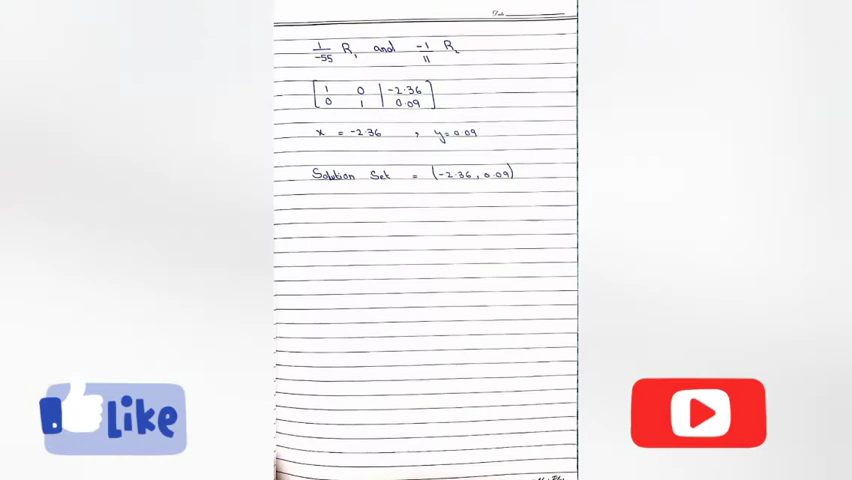 1/-55 R₁ and -1/11 R₂
[ 1 0 | -2.36
0 1 | 0.09 ]
x = -2.36 , y = 0.09
Solution Set = (-2.36, 0.09)
Like